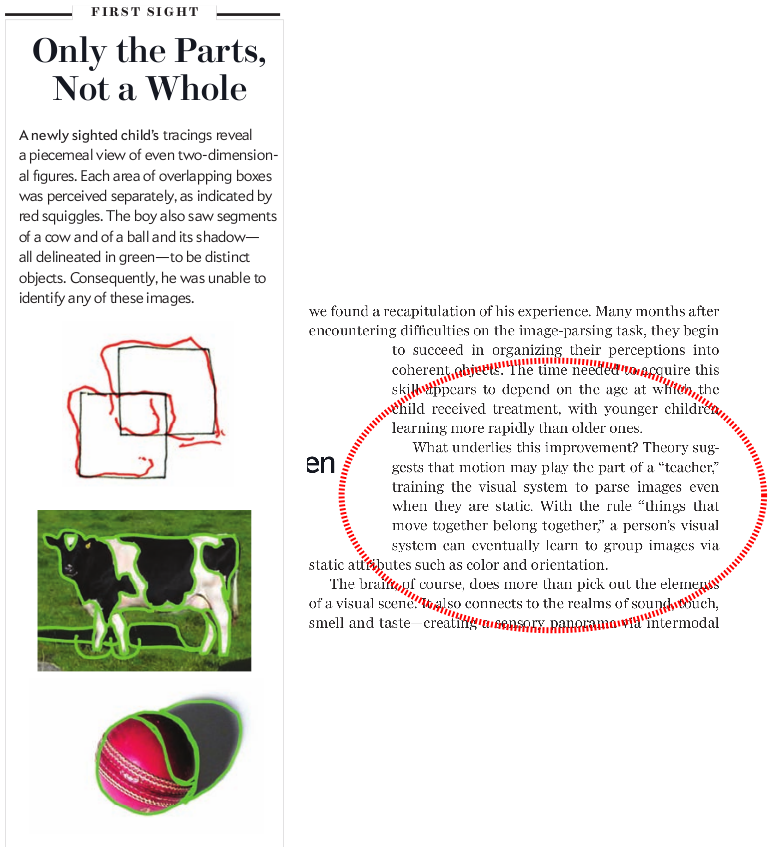 FIRST SIGHT
Only the Parts,
Not a Whole
A newly sighted child's tracings reveal
a piecemeal view of even two-dimension-
al figures. Each area of overlapping boxes
was perceived separately, as indicated by
red squiggles. The boy also saw segments
of a cow and of a ball and its shadow—
all delineated in green—to be distinct
objects. Consequently, he was unable to
identify any of these images.
we found a recapitulation of his experience. Many months after
encountering difficulties on the image-parsing task, they begin
to succeed in organizing their perceptions into
coherent objects. The time needed to acquire this
skill appears to depend on the age at which the
child received treatment, with younger children
learning more rapidly than older ones.
What underlies this improvement? Theory sug-
en
gests that motion may play the part of a “teacher,”
training the visual system to parse images even
when they are static. With the rule “things that
move together belong together,” a person's visual
system can eventually learn to group images via
static attributes such as color and orientation.
The brain, of course, does more than pick out the elements
of a visual scene. It also connects to the realms of sound, touch,
smell and taste—creating a sensory panorama via intermodal